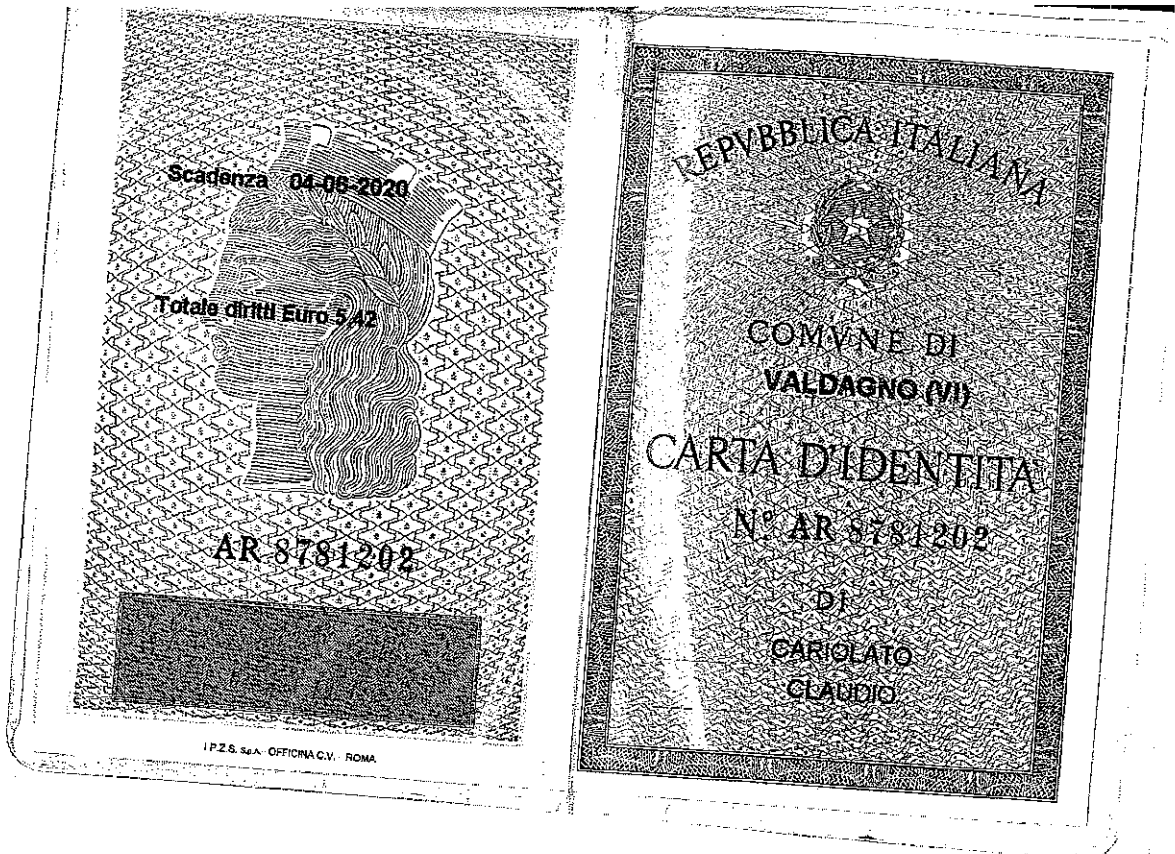 Scadenza 04-06-2020
Totale diritti Euro 5,42
AR 8781202
I.P.Z.S. S.p.A. - OFFICINA C.V. - ROMA
REPVBBLICA ITALIANA
COMVNE DI
VALDAGNO (VI)
CARTA D'IDENTITA'
N° AR 8781202
DI
CARIOLATO
CLAUDIO